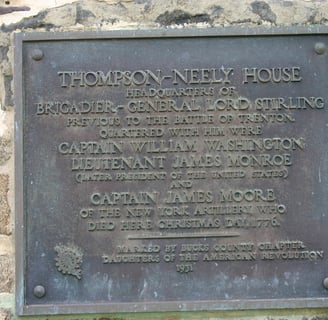 THOMPSON–NEELY HOUSE
HEADQUARTERS OF
BRIGADIER–GENERAL LORD STIRLING
PREVIOUS TO THE BATTLE OF TRENTON.
QUARTERED WITH HIM WERE
CAPTAIN WILLIAM WASHINGTON
LIEUTENANT JAMES MONROE
(LATER PRESIDENT OF THE UNITED STATES)
AND
CAPTAIN JAMES MOORE
OF THE NEW YORK ARTILLERY WHO
DIED HERE CHRISTMAS DAY 1776.
MARKED BY BUCKS COUNTY CHAPTER
DAUGHTERS OF THE AMERICAN REVOLUTION
1931